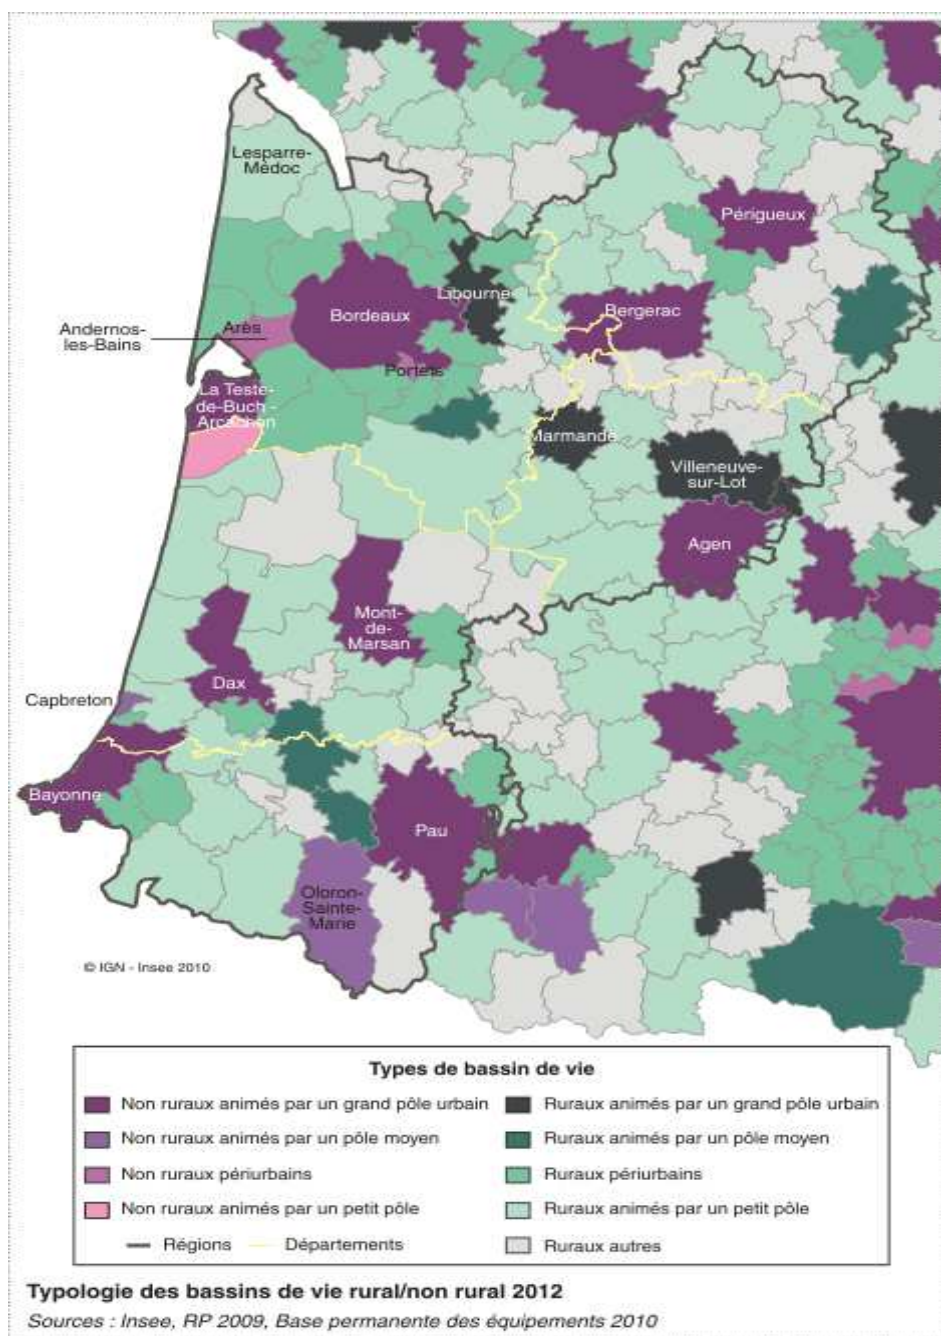 Lesparre-
Médoc
Périgueux
Libourne
Bordeaux
Bergerac
Andernos-
les-Bains
Arès
Portets
La Teste-
de-Buch -
Arcachon
Marmande
Villeneuve-
sur-Lot
Agen
Mont-
de-
Marsan
Dax
Capbreton
Bayonne
Pau
Oloron-
Sainte-
Marie
© IGN - Insee 2010
Types de bassin de vie
Non ruraux animés par un grand pôle urbain
Non ruraux animés par un pôle moyen
Non ruraux périurbains
Non ruraux animés par un petit pôle
Régions
Départements
Ruraux animés par un grand pôle urbain
Ruraux animés par un pôle moyen
Ruraux périurbains
Ruraux animés par un petit pôle
Ruraux autres
Typologie des bassins de vie rural/non rural 2012
Sources : Insee, RP 2009, Base permanente des équipements 2010